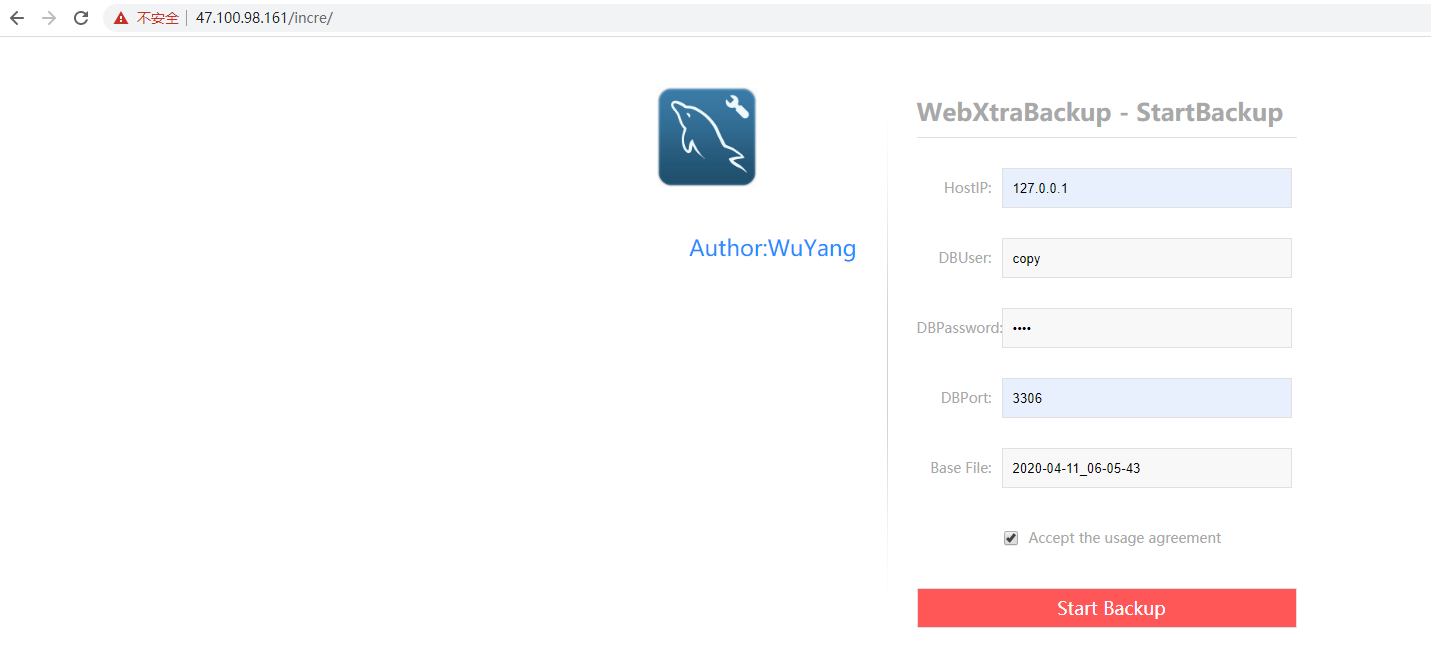 不安全 47.100.98.161/incre/
WebXtraBackup - StartBackup
Author:WuYang
HostIP: 127.0.0.1
DBUser: copy
DBPassword: ••••
DBPort: 3306
Base File: 2020-04-11_06-05-43
Accept the usage agreement
Start Backup